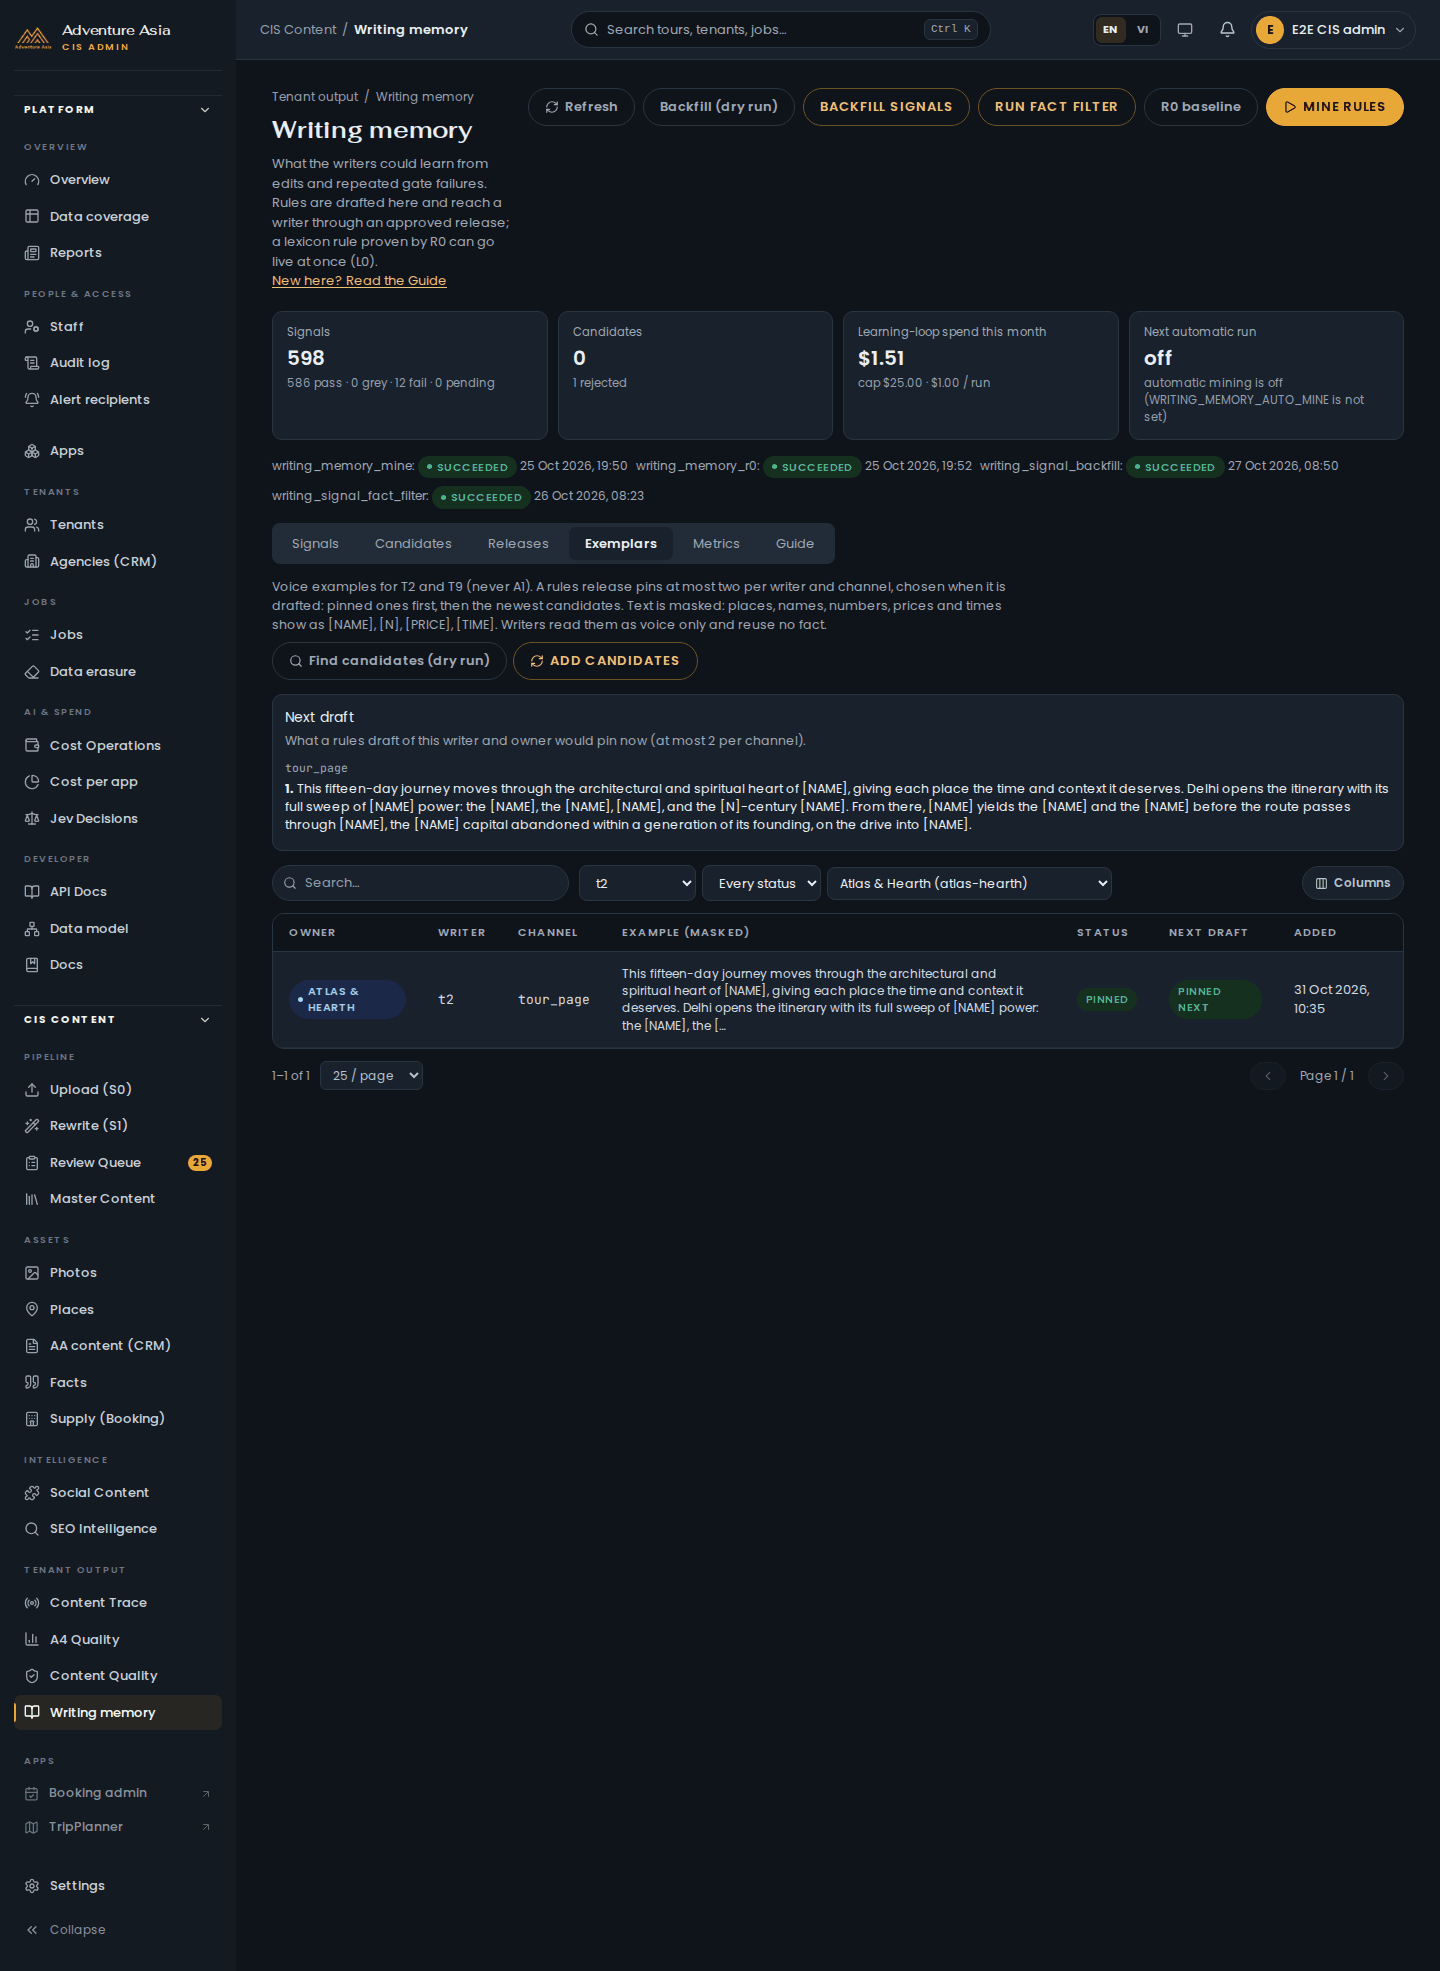 Adventure Asia
CIS ADMIN
Adventure Asia
PLATFORM
OVERVIEW
Overview
Data coverage
Reports
PEOPLE & ACCESS
Staff
Audit log
Alert recipients
Apps
TENANTS
Tenants
Agencies (CRM)
JOBS
Jobs
Data erasure
AI & SPEND
Cost Operations
Cost per app
Jev Decisions
DEVELOPER
API Docs
Data model
Docs
CIS CONTENT
PIPELINE
Upload (S0)
Rewrite (S1)
Review Queue 25
Master Content
ASSETS
Photos
Places
AA content (CRM)
Facts
Supply (Booking)
INTELLIGENCE
Social Content
SEO Intelligence
TENANT OUTPUT
Content Trace
A4 Quality
Content Quality
Writing memory
APPS
Booking admin
TripPlanner
Settings
Collapse
CIS Content / Writing memory
Search tours, tenants, jobs... Ctrl K
EN VI
E E2E CIS admin
Tenant output / Writing memory
Refresh Backfill (dry run) BACKFILL SIGNALS RUN FACT FILTER R0 baseline MINE RULES
Writing memory
What the writers could learn from
edits and repeated gate failures.
Rules are drafted here and reach a
writer through an approved release;
a lexicon rule proven by R0 can go
live at once (L0).
New here? Read the Guide
Signals
598
586 pass · 0 grey · 12 fail · 0 pending
Candidates
0
1 rejected
Learning-loop spend this month
$1.51
cap $25.00 · $1.00 / run
Next automatic run
off
automatic mining is off
(WRITING_MEMORY_AUTO_MINE is not
set)
writing_memory_mine: SUCCEEDED 25 Oct 2026, 19:50 writing_memory_r0: SUCCEEDED 25 Oct 2026, 19:52 writing_signal_backfill: SUCCEEDED 27 Oct 2026, 08:50
writing_signal_fact_filter: SUCCEEDED 26 Oct 2026, 08:23
Signals Candidates Releases Exemplars Metrics Guide
Voice examples for T2 and T9 (never A1). A rules release pins at most two per writer and channel, chosen when it is
drafted: pinned ones first, then the newest candidates. Text is masked: places, names, numbers, prices and times
show as [NAME], [N], [PRICE], [TIME]. Writers read them as voice only and reuse no fact.
Find candidates (dry run) ADD CANDIDATES
Next draft
What a rules draft of this writer and owner would pin now (at most 2 per channel).
tour_page
1. This fifteen-day journey moves through the architectural and spiritual heart of [NAME], giving each place the time and context it deserves. Delhi opens the itinerary with its
full sweep of [NAME] power: the [NAME], the [NAME], [NAME], and the [N]-century [NAME]. From there, [NAME] yields the [NAME] and the [NAME] before the route passes
through [NAME], the [NAME] capital abandoned within a generation of its founding, on the drive into [NAME].
Search... t2 Every status Atlas & Hearth (atlas-hearth) Columns
OWNER WRITER CHANNEL EXAMPLE (MASKED) STATUS NEXT DRAFT ADDED
ATLAS &
HEARTH
t2
tour_page
This fifteen-day journey moves through the architectural and
spiritual heart of [NAME], giving each place the time and context it
deserves. Delhi opens the itinerary with its full sweep of [NAME] power:
the [NAME], the [...
PINNED
PINNED
NEXT
31 Oct 2026,
10:35
1–1 of 1 25 / page Page 1 / 1